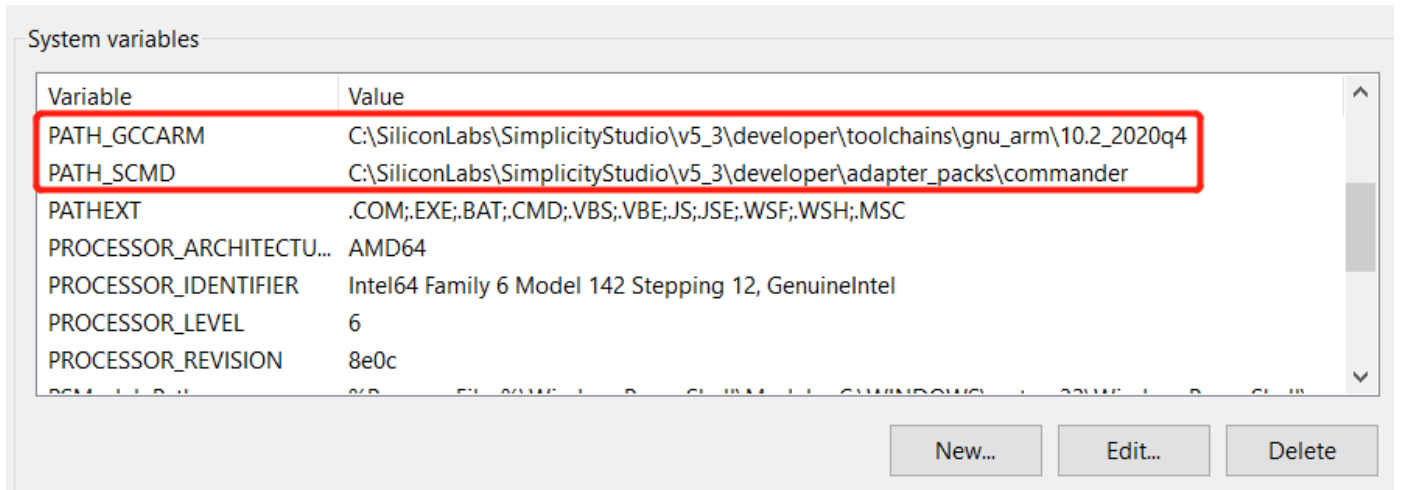 System variables
Variable Value
PATH_GCCARM C:\SiliconLabs\SimplicityStudio\v5_3\developer\toolchains\gnu_arm\10.2_2020q4
PATH_SCMD C:\SiliconLabs\SimplicityStudio\v5_3\developer\adapter_packs\commander
PATHEXT .COM;.EXE;.BAT;.CMD;.VBS;.VBE;.JS;.JSE;.WSF;.WSH;.MSC
PROCESSOR_ARCHITECTU... AMD64
PROCESSOR_IDENTIFIER Intel64 Family 6 Model 142 Stepping 12, GenuineIntel
PROCESSOR_LEVEL 6
PROCESSOR_REVISION 8e0c
New... Edit... Delete